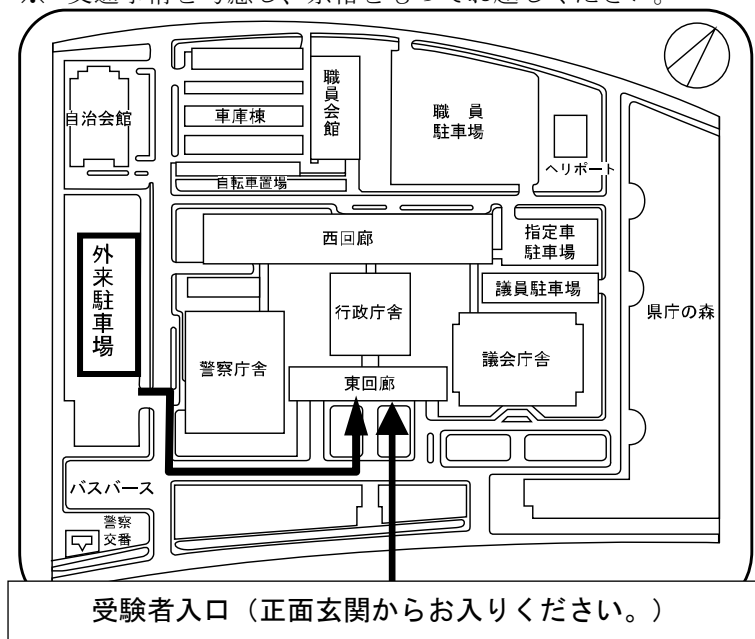 ※ 交通事情を考慮し、余裕をもってお越しください。
自治会館
車庫棟
職員会館
職 員
駐車場
ヘリポート
自転車置場
西回廊
指定車
駐車場
外来駐車場
行政庁舎
議員駐車場
県庁の森
警察庁舎
議会庁舎
東回廊
バスバース
警察
交番
受験者入口（正面玄関からお入りください。）